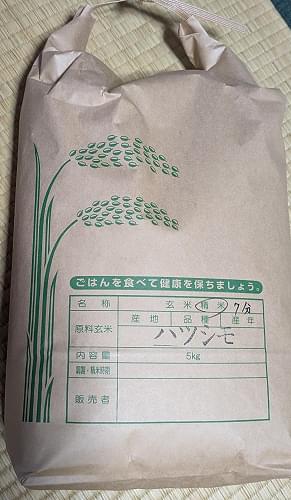 ごはんを食べて健康を保ちましょう。
名称 玄米 精米 7分
原料玄米 産地 品種 産年
ハツシモ
内容量 5kg
販売者